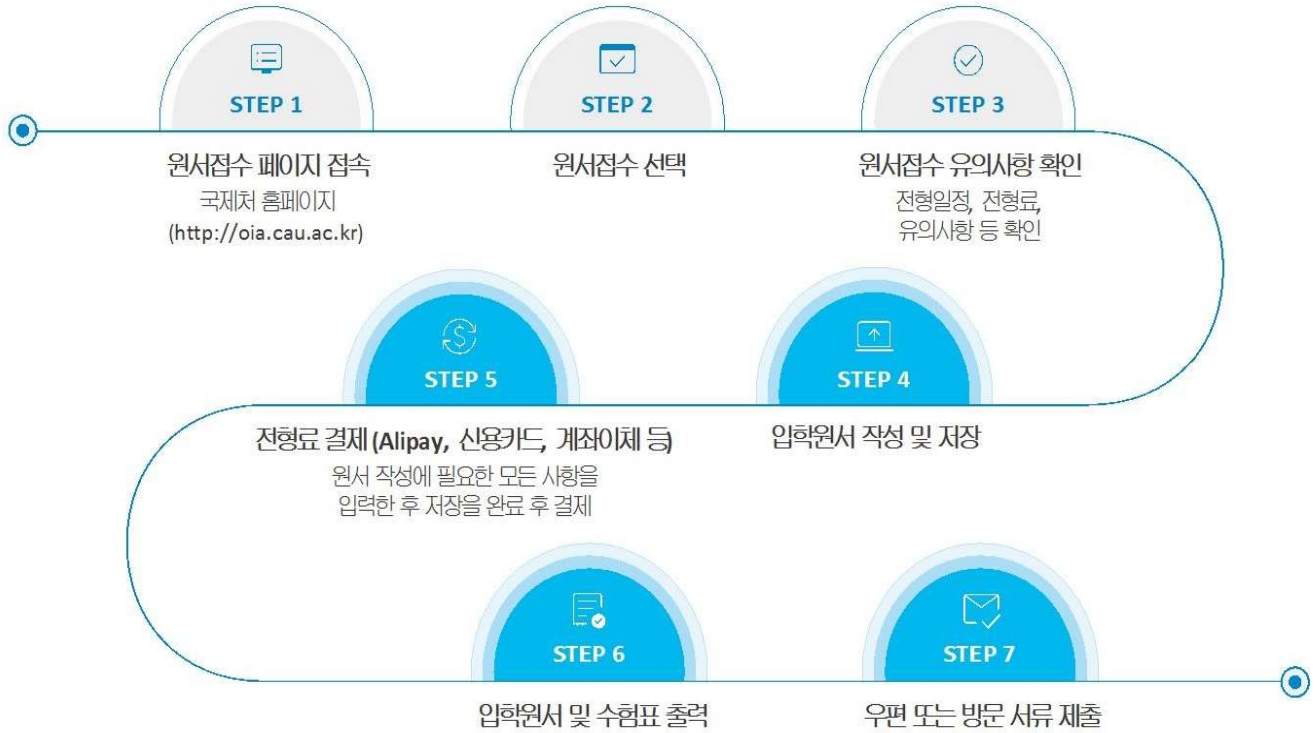 STEP 1
원서접수 페이지 접속
국제처 홈페이지
(http://oia.cau.ac.kr)
STEP 2
원서접수 선택
STEP 3
원서접수 유의사항 확인
전형일정, 전형료,
유의사항 등 확인
STEP 4
입학원서 작성 및 저장
STEP 5
전형료 결제 (Alipay, 신용카드, 계좌이체 등)
원서 작성에 필요한 모든 사항을
입력한 후 저장을 완료 후 결제
STEP 6
입학원서 및 수험표 출력
STEP 7
우편 또는 방문 서류 제출